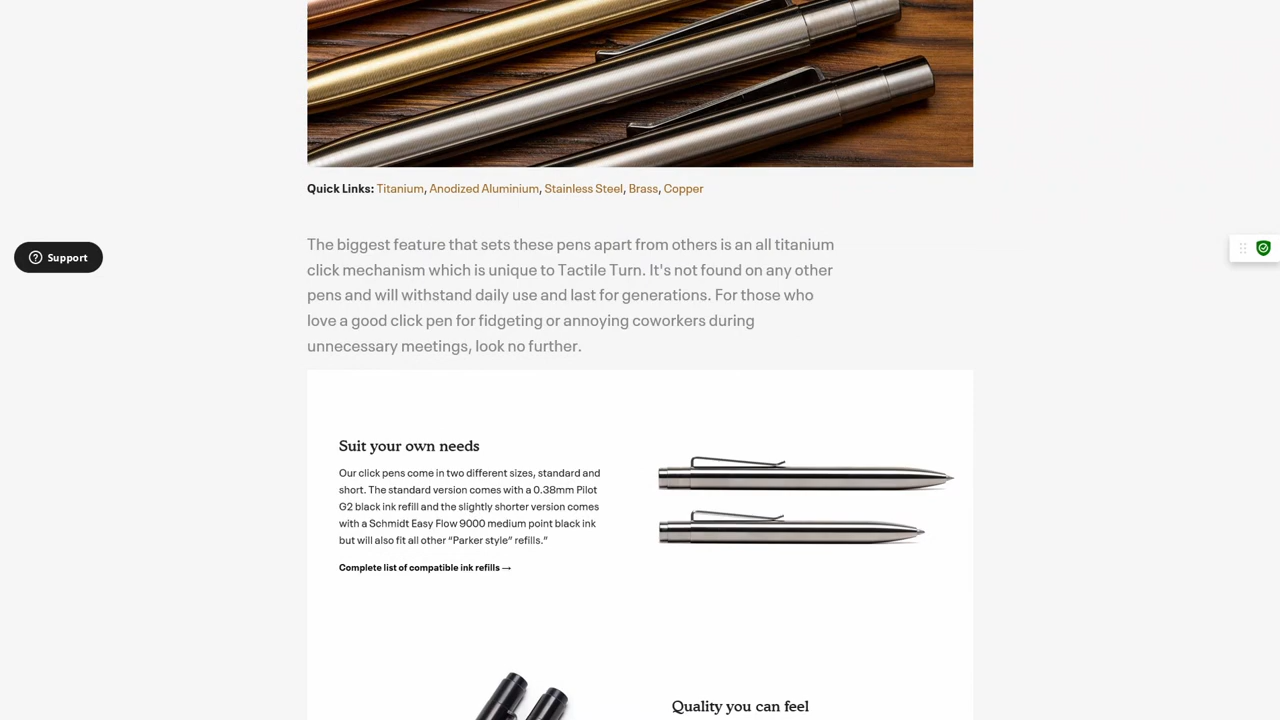 Quick Links: Titanium, Anodized Aluminium, Stainless Steel, Brass, Copper
Support
The biggest feature that sets these pens apart from others is an all titanium
click mechanism which is unique to Tactile Turn. It's not found on any other
pens and will withstand daily use and last for generations. For those who
love a good click pen for fidgeting or annoying coworkers during
unnecessary meetings, look no further.
Suit your own needs
Our click pens come in two different sizes, standard and
short. The standard version comes with a 0.38mm Pilot
G2 black ink refill and the slightly shorter version comes
with a Schmidt Easy Flow 9000 medium point black ink
but will also fit all other “Parker style” refills.”
Complete list of compatible ink refills →
Quality you can feel